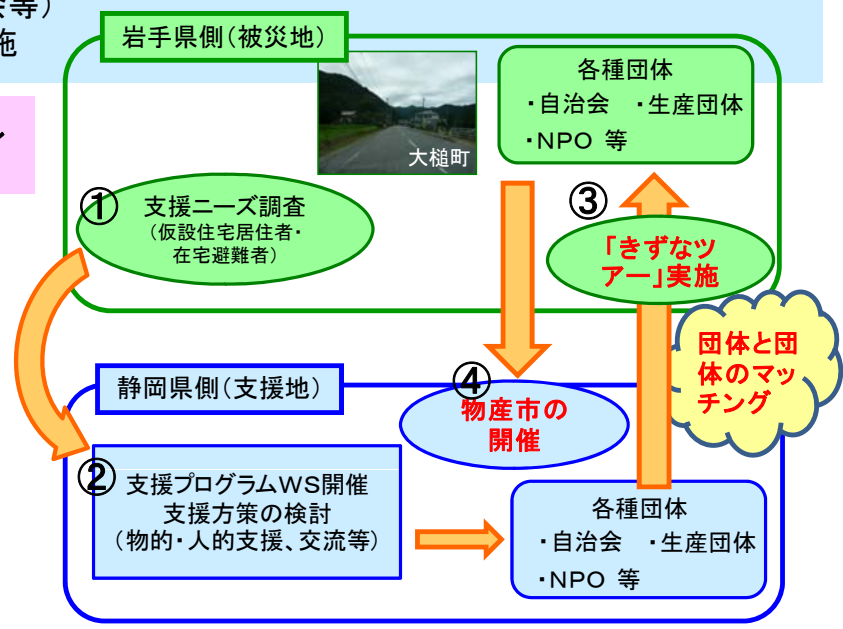 等）
施
岩手県側（被災地）
大槌町
各種団体
・自治会　・生産団体
・NPO 等
①
支援ニーズ調査
（仮設住宅居住者・
在宅避難者）
③
「きずなツ
アー」実施
団体と団
体のマッ
チング
静岡県側（支援地）
④
物産市の
開催
②
支援プログラムWS開催
支援方策の検討
（物的・人的支援、交流等）
各種団体
・自治会　・生産団体
・NPO 等